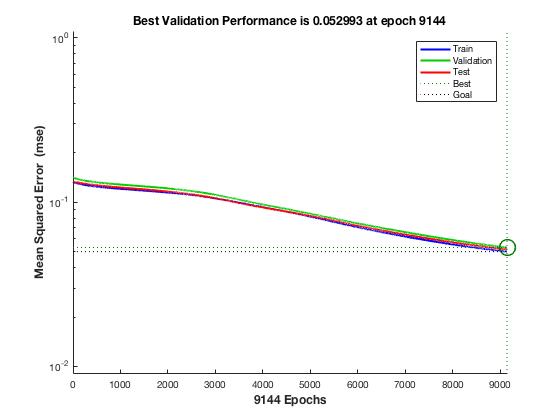 Best Validation Performance is 0.052993 at epoch 9144
10^0
Train
Validation
Test
Best
Goal
Mean Squared Error (mse)
10^-1
10^-2
0 1000 2000 3000 4000 5000 6000 7000 8000 9000
9144 Epochs